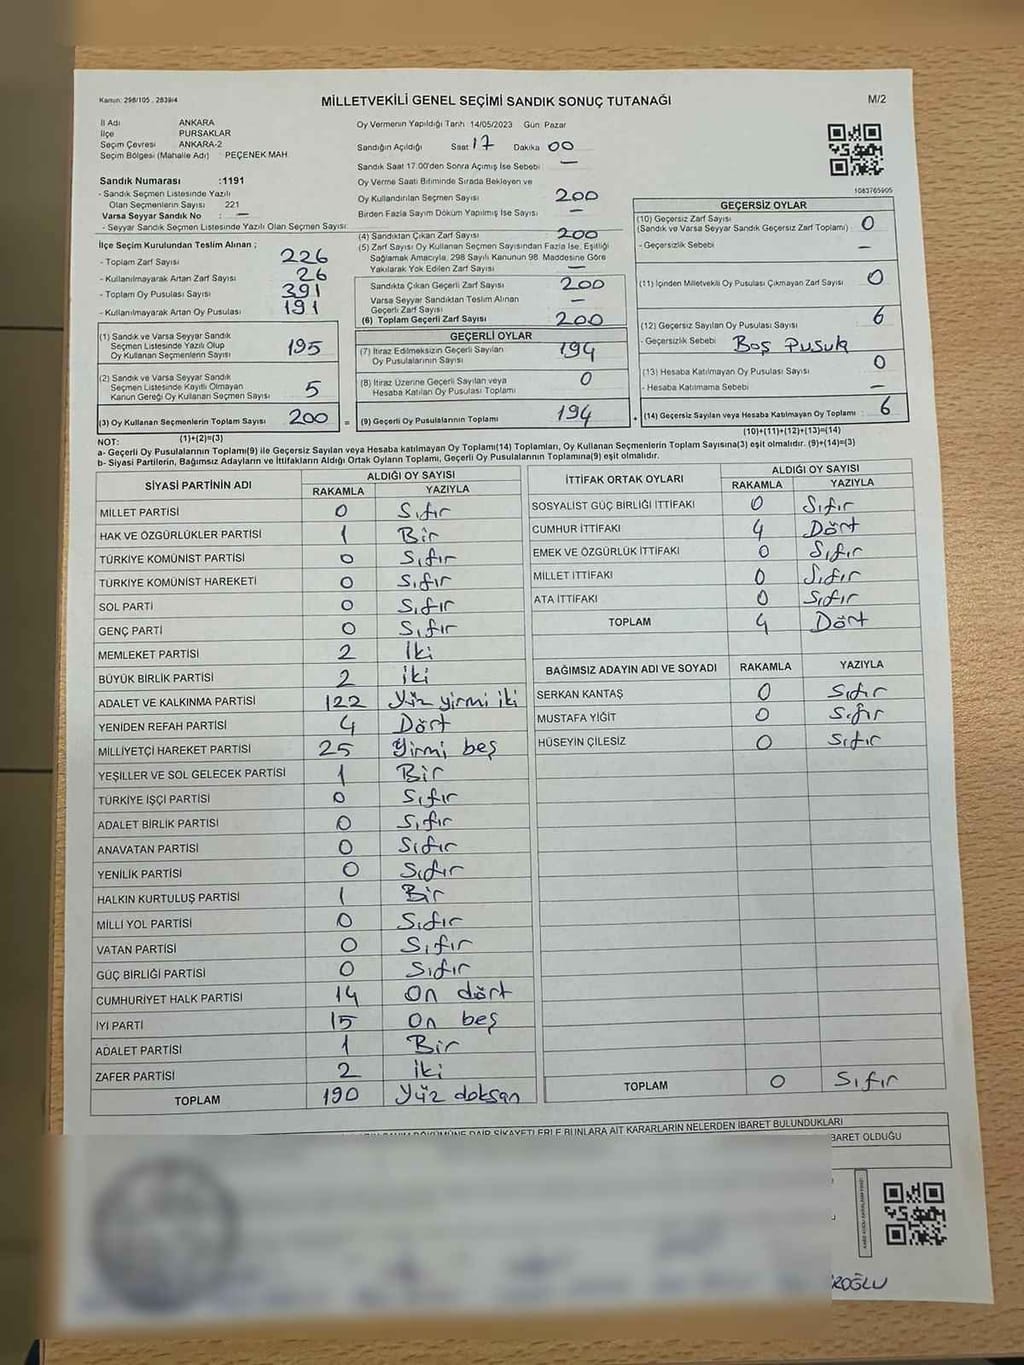 Kanun: 298/105 , 2839/4
MİLLETVEKİLİ GENEL SEÇİMİ SANDIK SONUÇ TUTANAĞI
M/2
İl Adı ANKARA
İlçe PURSAKLAR
Seçim Çevresi ANKARA-2
Seçim Bölgesi (Mahalle Adı) : PEÇENEK MAH.
Sandık Numarası :1191
- Sandık Seçmen Listesinde Yazılı
Olan Seçmenlerin Sayısı 221
Varsa Seyyar Sandık No : —
- Seyyar Sandık Seçmen Listesinde Yazılı Olan Seçmen Sayısı:
İlçe Seçim Kurulundan Teslim Alınan ;
- Toplam Zarf Sayısı 226
- Kullanılmayarak Artan Zarf Sayısı 26
- Toplam Oy Pusulası Sayısı 391
- Kullanılmayarak Artan Oy Pusulası 191
(1) Sandık ve Varsa Seyyar Sandık
Seçmen Listesinde Yazılı Olup
Oy Kullanan Seçmenlerin Sayısı 195
(2) Sandık ve Varsa Seyyar Sandık
Seçmen Listesinde Kayıtlı Olmayan
Kanun Gereği Oy Kullanan Seçmen Sayısı 5
(3) Oy Kullanan Seçmenlerin Toplam Sayısı 200 =
(1)+(2)=(3)
Oy Vermenin Yapıldığı Tarih: 14/05/2023 Gün: Pazar
Sandığın Açıldığı Saat 17 Dakika 00
Sandık Saat 17.00'den Sonra Açılmış İse Sebebi —
Oy Verme Saati Bitiminde Sırada Bekleyen ve
Oy Kullandırılan Seçmen Sayısı 200
Birden Fazla Sayım Döküm Yapılmış İse Sayısı —
(4) Sandıktan Çıkan Zarf Sayısı 200
(5) Zarf Sayısı Oy Kullanan Seçmen Sayısından Fazla İse, Eşitliği
Sağlamak Amacıyla, 298 Sayılı Kanunun 98. Maddesine Göre
Yakılarak Yok Edilen Zarf Sayısı —
Sandıkta Çıkan Geçerli Zarf Sayısı 200
Varsa Seyyar Sandıktan Teslim Alınan
Geçerli Zarf Sayısı —
(6) Toplam Geçerli Zarf Sayısı 200
GEÇERLİ OYLAR
(7) İtiraz Edilmeksizin Geçerli Sayılan
Oy Pusulalarının Sayısı 194
(8) İtiraz Üzerine Geçerli Sayılan veya
Hesaba Katılan Oy Pusulası Toplamı 0
(9) Geçerli Oy Pusulalarının Toplamı 194 +
1083765905
GEÇERSİZ OYLAR
(10) Geçersiz Zarf Sayısı
(Sandık ve Varsa Seyyar Sandık Geçersiz Zarf Toplamı) : 0
- Geçersizlik Sebebi —
(11) İçinden Milletvekili Oy Pusulası Çıkmayan Zarf Sayısı 0
(12) Geçersiz Sayılan Oy Pusulası Sayısı 6
- Geçersizlik Sebebi Boş Pusula
(13) Hesaba Katılmayan Oy Pusulası Sayısı 0
- Hesaba Katılmama Sebebi —
(14) Geçersiz Sayılan veya Hesaba Katılmayan Oy Toplamı : 6
(10)+(11)+(12)+(13)=(14)
NOT:
a- Geçerli Oy Pusulalarının Toplamı(9) ile Geçersiz Sayılan veya Hesaba katılmayan Oy Toplamı(14) Toplamları, Oy Kullanan Seçmenlerin Toplam Sayısına(3) eşit olmalıdır. (9)+(14)=(3)
b- Siyasi Partilerin, Bağımsız Adayların ve İttifakların Aldığı Ortak Oyların Toplamı, Geçerli Oy Pusulalarının Toplamına(9) eşit olmalıdır.
SİYASİ PARTİNİN ADI ALDIĞI OY SAYISI
RAKAMLA YAZIYLA
MİLLET PARTİSİ 0 Sıfır
HAK VE ÖZGÜRLÜKLER PARTİSİ 1 Bir
TÜRKİYE KOMÜNİST PARTİSİ 0 Sıfır
TÜRKİYE KOMÜNİST HAREKETİ 0 Sıfır
SOL PARTİ 0 Sıfır
GENÇ PARTİ 0 Sıfır
MEMLEKET PARTİSİ 2 İki
BÜYÜK BİRLİK PARTİSİ 2 İki
ADALET VE KALKINMA PARTİSİ 122 Yüz yirmi iki
YENİDEN REFAH PARTİSİ 4 Dört
MİLLİYETÇİ HAREKET PARTİSİ 25 Yirmi beş
YEŞİLLER VE SOL GELECEK PARTİSİ 1 Bir
TÜRKİYE İŞÇİ PARTİSİ 0 Sıfır
ADALET BİRLİK PARTİSİ 0 Sıfır
ANAVATAN PARTİSİ 0 Sıfır
YENİLİK PARTİSİ 0 Sıfır
HALKIN KURTULUŞ PARTİSİ 1 Bir
MİLLİ YOL PARTİSİ 0 Sıfır
VATAN PARTİSİ 0 Sıfır
GÜÇ BİRLİĞİ PARTİSİ 0 Sıfır
CUMHURİYET HALK PARTİSİ 14 On dört
İYİ PARTİ 15 On beş
ADALET PARTİSİ 1 Bir
ZAFER PARTİSİ 2 İki
TOPLAM 190 Yüz doksan
İTTİFAK ORTAK OYLARI ALDIĞI OY SAYISI
RAKAMLA YAZIYLA
SOSYALİST GÜÇ BİRLİĞİ İTTİFAKI 0 Sıfır
CUMHUR İTTİFAKI 4 Dört
EMEK VE ÖZGÜRLÜK İTTİFAKI 0 Sıfır
MİLLET İTTİFAKI 0 Sıfır
ATA İTTİFAKI 0 Sıfır
TOPLAM 4 Dört
BAĞIMSIZ ADAYIN ADI VE SOYADI RAKAMLA YAZIYLA
SERKAN KANTAŞ 0 Sıfır
MUSTAFA YİĞİT 0 Sıfır
HÜSEYİN ÇİLESİZ 0 Sıfır
TOPLAM 0 Sıfır
DÖKÜMÜNE DAİR ŞİKAYETLERLE BUNLARA AİT KARARLARIN NELERDEN İBARET BULUNDUKLARI
İBARET OLDUĞU
ROĞLU